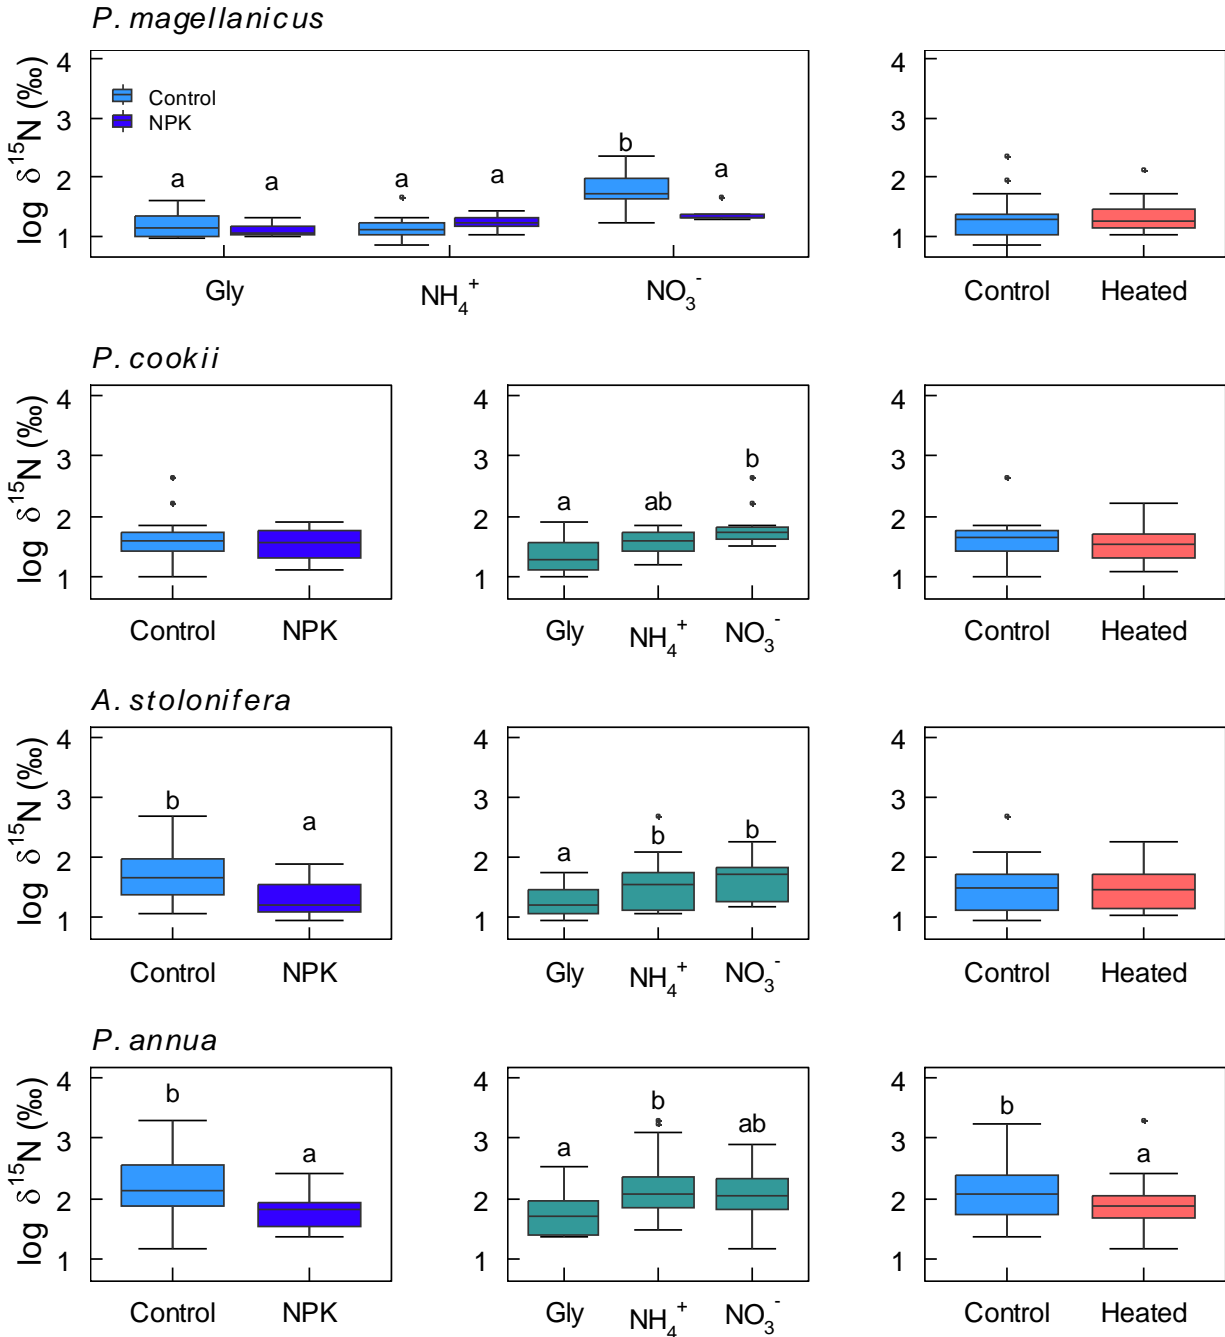 P. magellanicus
log δ¹⁵N (‰)
4
3
2
1
Control
NPK
a
a
a
a
b
a
Gly
NH₄⁺
NO₃⁻
Control
Heated
P. cookii
log δ¹⁵N (‰)
4
3
2
1
Control
NPK
4
3
2
1
a
ab
b
Gly
NH₄⁺
NO₃⁻
4
3
2
1
Control
Heated
A. stolonifera
log δ¹⁵N (‰)
4
3
2
1
b
a
Control
NPK
4
3
2
1
a
b
b
Gly
NH₄⁺
NO₃⁻
4
3
2
1
Control
Heated
P. annua
log δ¹⁵N (‰)
4
3
2
1
b
a
Control
NPK
4
3
2
1
a
b
ab
Gly
NH₄⁺
NO₃⁻
4
3
2
1
b
a
Control
Heated